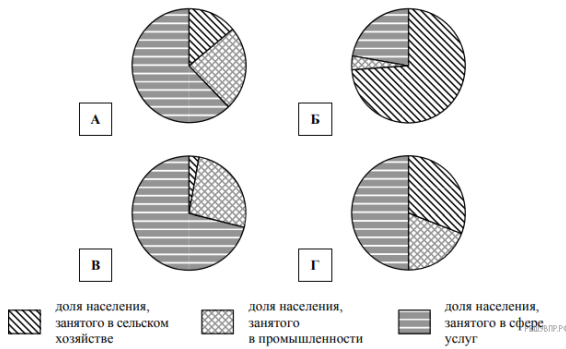 А
Б
В
Г
доля населения,
занятого в сельском
хозяйстве
доля населения,
занятого
в промышленности
доля населения,
занятого в сфере
услуг